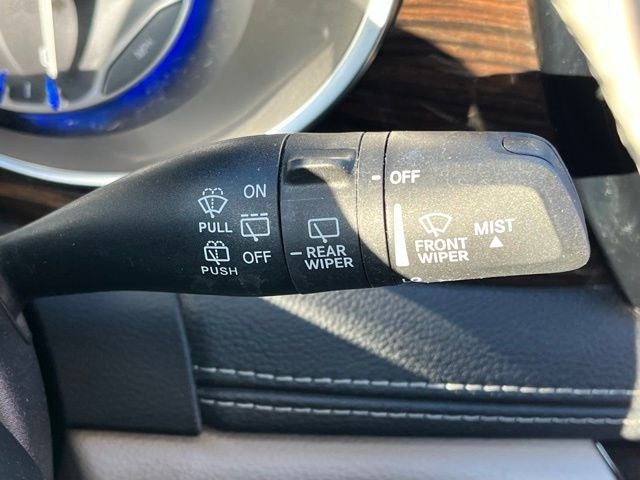 ON
PULL
OFF
PUSH
REAR
WIPER
OFF
FRONT
WIPER
MIST